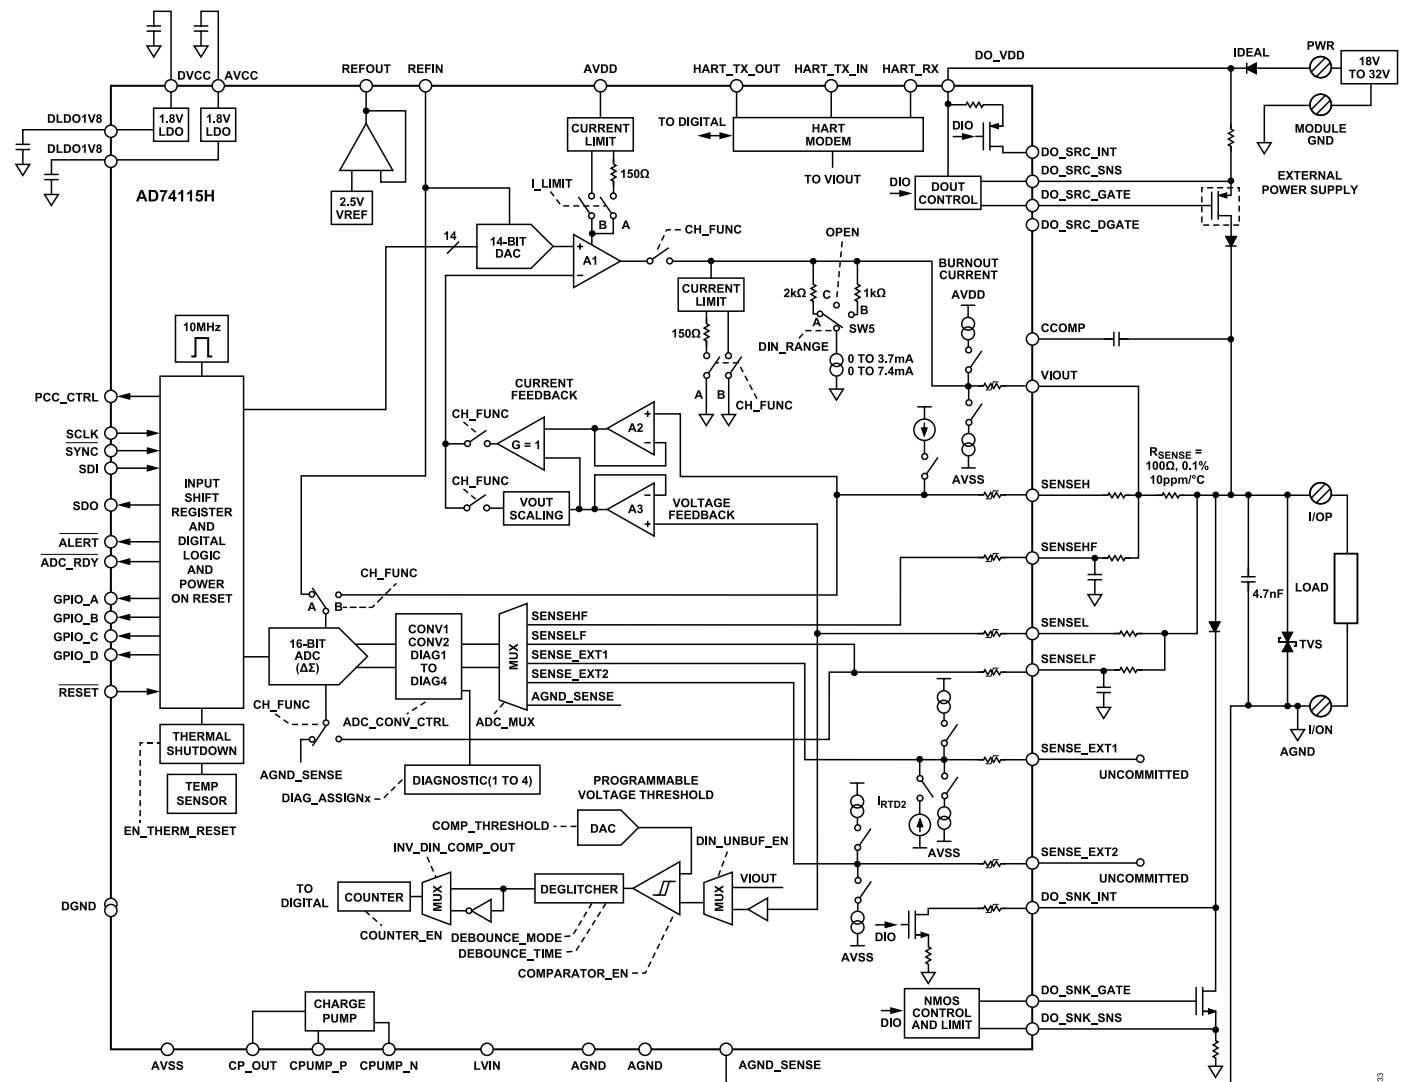 DVCC
AVCC
REFOUT
REFIN
AVDD
HART_TX_OUT
HART_TX_IN
HART_RX
DO_VDD
IDEAL
PWR
18V
TO 32V
DLDO1V8
DLDO1V8
1.8V
LDO
1.8V
LDO
CURRENT
LIMIT
TO DIGITAL
HART
MODEM
DIO
MODULE
GND
AD74115H
2.5V
VREF
I_LIMIT
150Ω
TO VIOUT
DO_SRC_INT
DO_SRC_SNS
DIO
DOUT
CONTROL
DO_SRC_GATE
DO_SRC_DGATE
EXTERNAL
POWER SUPPLY
B
A
14
14-BIT
DAC
+
A1
−
CH_FUNC
OPEN
BURNOUT
CURRENT
AVDD
CURRENT
LIMIT
2kΩ
C
1kΩ
A
B
SW5
150Ω
DIN_RANGE
0 TO 3.7mA
0 TO 7.4mA
CCOMP
VIOUT
A
B
CH_FUNC
10MHz
PCC_CTRL
SCLK
SYNC
SDI
SDO
ALERT
ADC_RDY
GPIO_A
GPIO_B
GPIO_C
GPIO_D
RESET
INPUT
SHIFT
REGISTER
AND
DIGITAL
LOGIC
AND
POWER
ON RESET
CURRENT
FEEDBACK
CH_FUNC
G = 1
+
A2
−
CH_FUNC
VOUT
SCALING
−
A3
+
VOLTAGE
FEEDBACK
AVSS
RSENSE =
100Ω, 0.1%
10ppm/°C
SENSEH
SENSEHF
SENSEL
SENSELF
I/OP
LOAD
4.7nF
TVS
I/ON
AGND
A
B
CH_FUNC
16-BIT
ADC
(ΔΣ)
CONV1
CONV2
DIAG1
TO
DIAG4
MUX
SENSEHF
SENSELF
SENSE_EXT1
SENSE_EXT2
AGND_SENSE
CH_FUNC
ADC_CONV_CTRL
ADC_MUX
AGND_SENSE
THERMAL
SHUTDOWN
TEMP
SENSOR
EN_THERM_RESET
DIAG_ASSIGNx
DIAGNOSTIC(1 TO 4)
SENSE_EXT1
UNCOMMITTED
IRTD2
AVSS
SENSE_EXT2
UNCOMMITTED
PROGRAMMABLE
VOLTAGE THRESHOLD
COMP_THRESHOLD
DAC
INV_DIN_COMP_OUT
DIN_UNBUF_EN
VIOUT
MUX
TO
DIGITAL
COUNTER
MUX
DEGLITCHER
COUNTER_EN
DEBOUNCE_MODE
DEBOUNCE_TIME
COMPARATOR_EN
AVSS
DIO
DO_SNK_INT
DGND
NMOS
CONTROL
AND LIMIT
DIO
DO_SNK_GATE
DO_SNK_SNS
CHARGE
PUMP
AVSS
CP_OUT
CPUMP_P
CPUMP_N
LVIN
AGND
AGND
AGND_SENSE
33